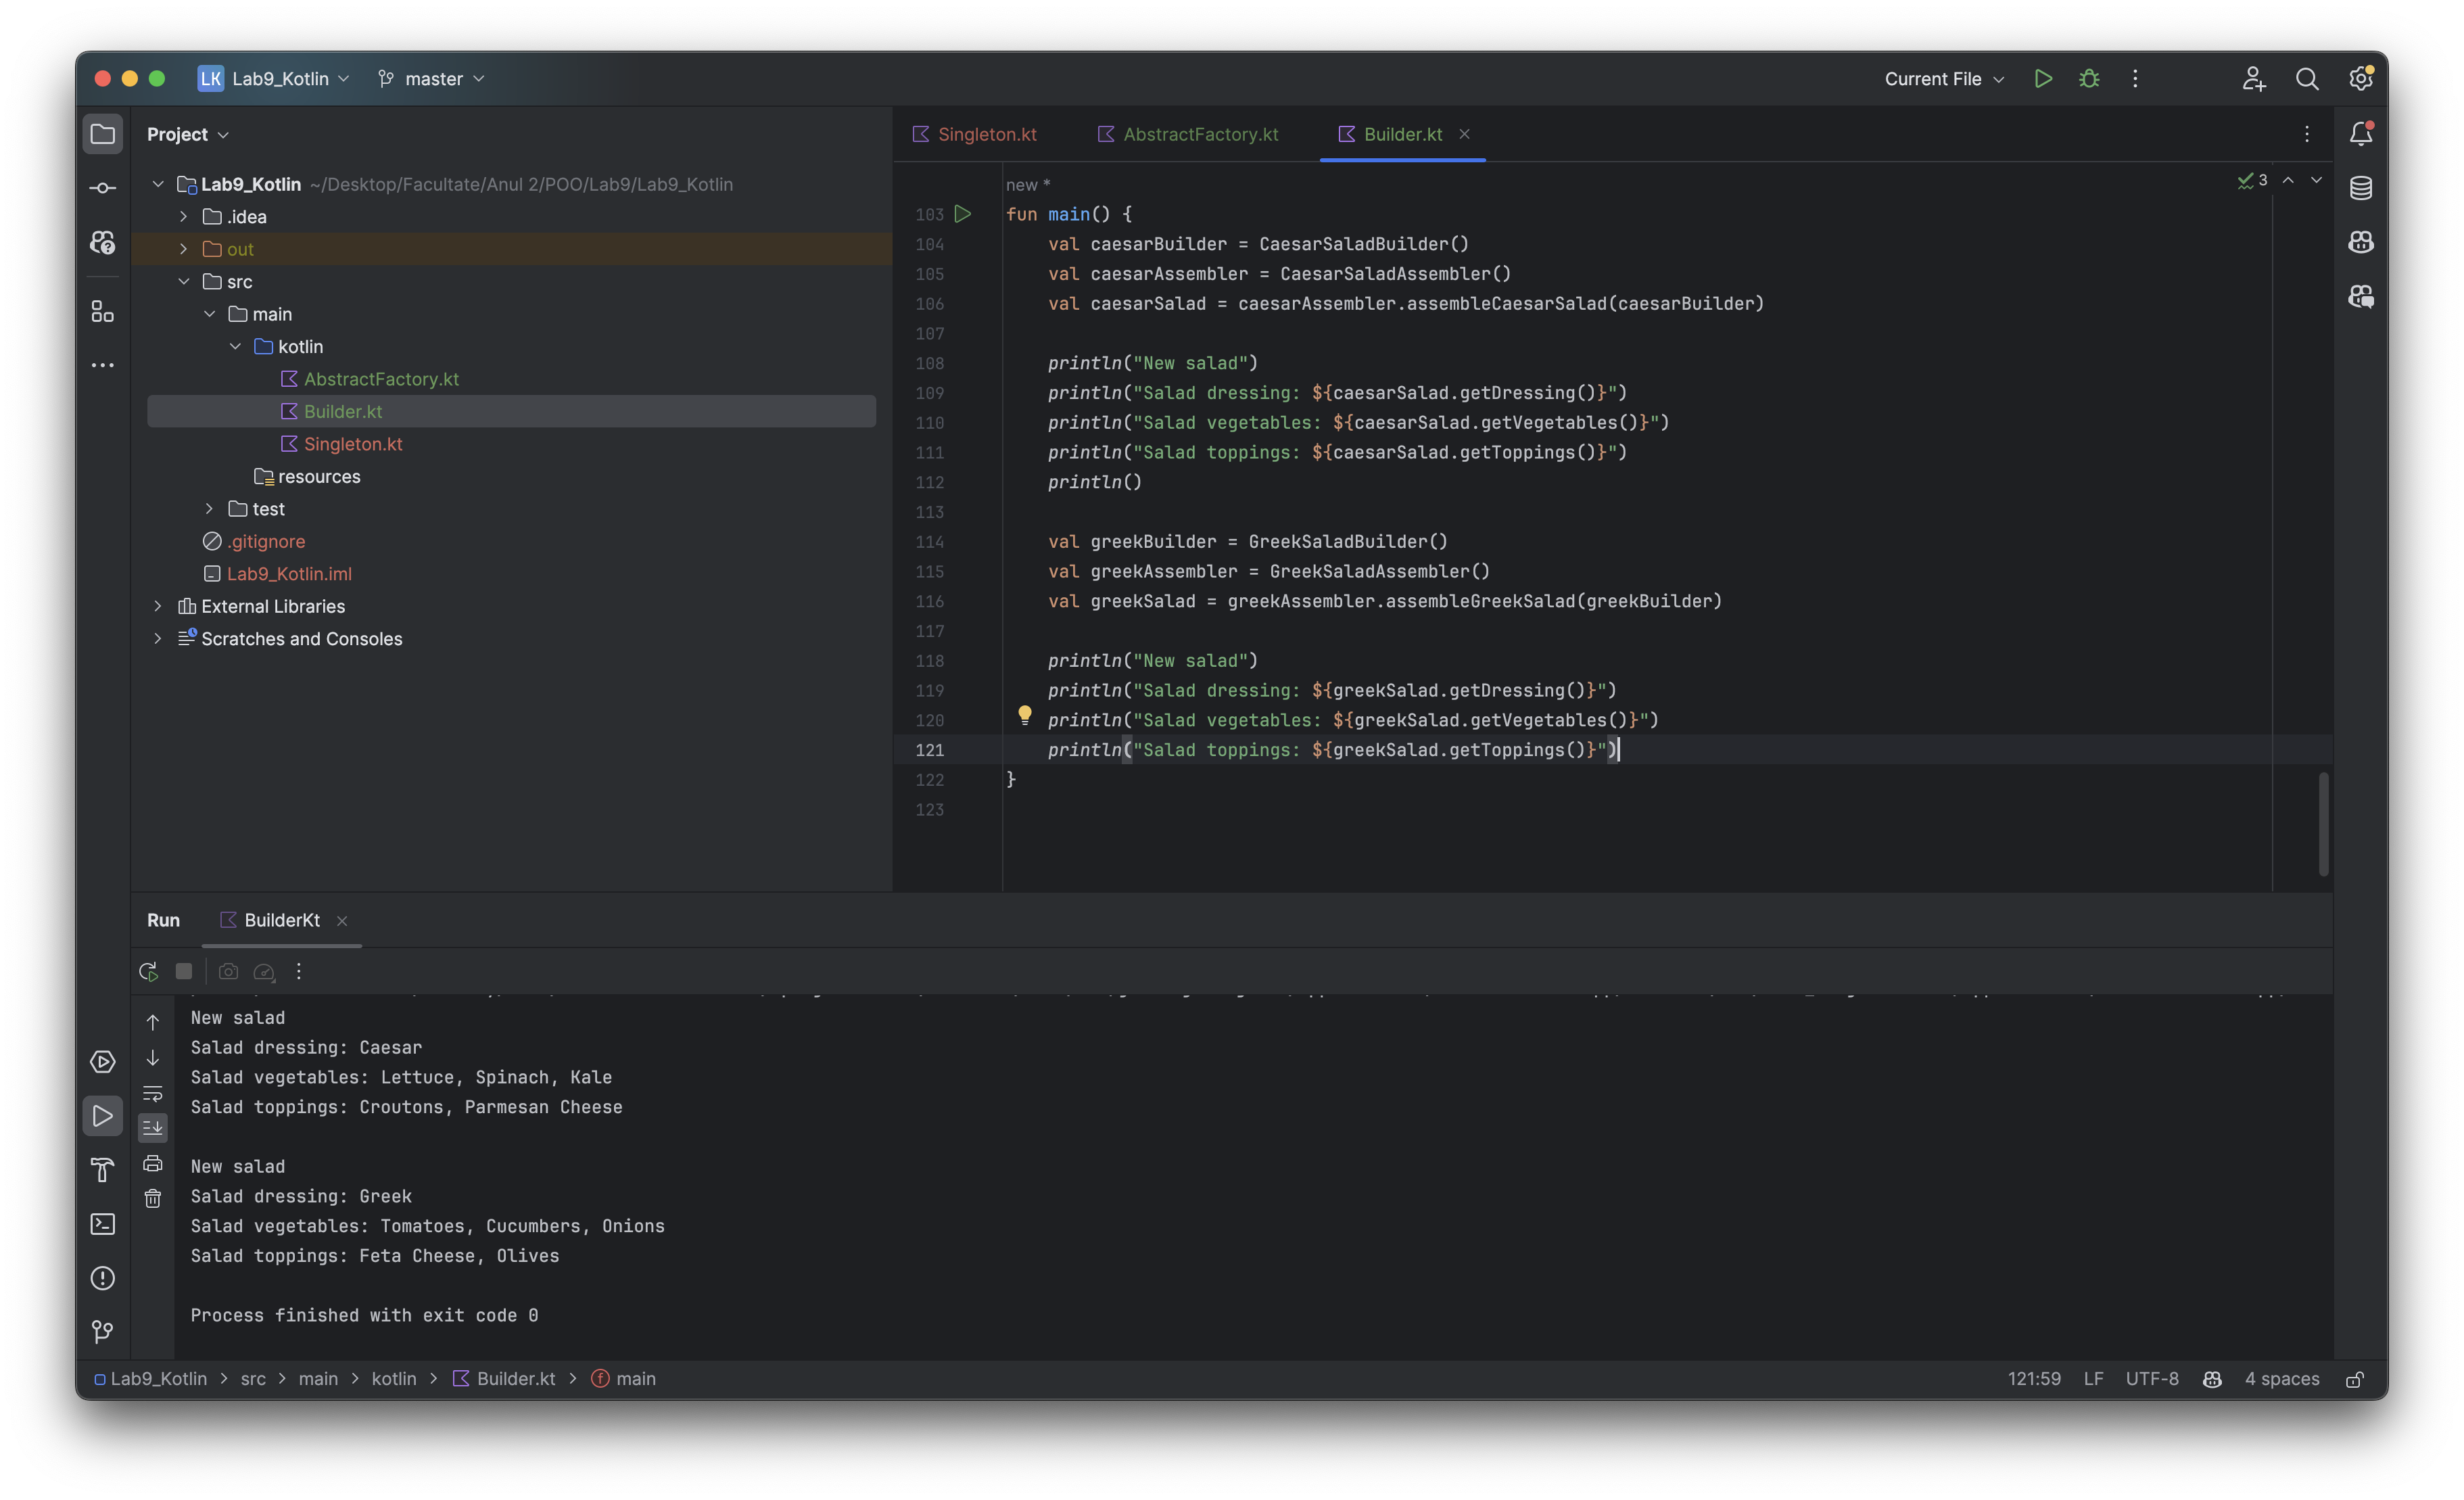 LK Lab9_Kotlin master Current File
Project
Lab9_Kotlin ~/Desktop/Facultate/Anul 2/POO/Lab9/Lab9_Kotlin
.idea
out
src
main
kotlin
AbstractFactory.kt
Builder.kt
Singleton.kt
resources
test
.gitignore
Lab9_Kotlin.iml
External Libraries
Scratches and Consoles
Singleton.kt AbstractFactory.kt Builder.kt
new *
3
103 fun main() {
104     val caesarBuilder = CaesarSaladBuilder()
105     val caesarAssembler = CaesarSaladAssembler()
106     val caesarSalad = caesarAssembler.assembleCaesarSalad(caesarBuilder)
107
108     println("New salad")
109     println("Salad dressing: ${caesarSalad.getDressing()}")
110     println("Salad vegetables: ${caesarSalad.getVegetables()}")
111     println("Salad toppings: ${caesarSalad.getToppings()}")
112     println()
113
114     val greekBuilder = GreekSaladBuilder()
115     val greekAssembler = GreekSaladAssembler()
116     val greekSalad = greekAssembler.assembleGreekSalad(greekBuilder)
117
118     println("New salad")
119     println("Salad dressing: ${greekSalad.getDressing()}")
120     println("Salad vegetables: ${greekSalad.getVegetables()}")
121     println("Salad toppings: ${greekSalad.getToppings()}")
122 }
123
Run BuilderKt
New salad
Salad dressing: Caesar
Salad vegetables: Lettuce, Spinach, Kale
Salad toppings: Croutons, Parmesan Cheese
New salad
Salad dressing: Greek
Salad vegetables: Tomatoes, Cucumbers, Onions
Salad toppings: Feta Cheese, Olives
Process finished with exit code 0
Lab9_Kotlin > src > main > kotlin > Builder.kt > f main 121:59 LF UTF-8 4 spaces